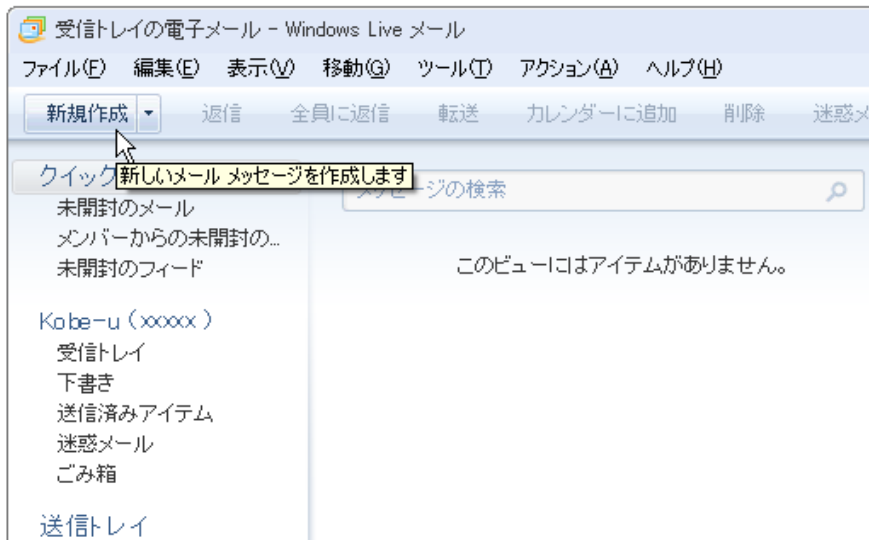 受信トレイの電子メール - Windows Live メール
ファイル(F) 編集(E) 表示(V) 移動(G) ツール(T) アクション(A) ヘルプ(H)
新規作成 返信 全員に返信 転送 カレンダーに追加 削除 迷惑メ
クイック
新しいメール メッセージを作成します
メッセージの検索
未開封のメール
メンバーからの未開封の...
未開封のフィード
このビューにはアイテムがありません。
Kobe-u (xxxxx)
受信トレイ
下書き
送信済みアイテム
迷惑メール
ごみ箱
送信トレイ